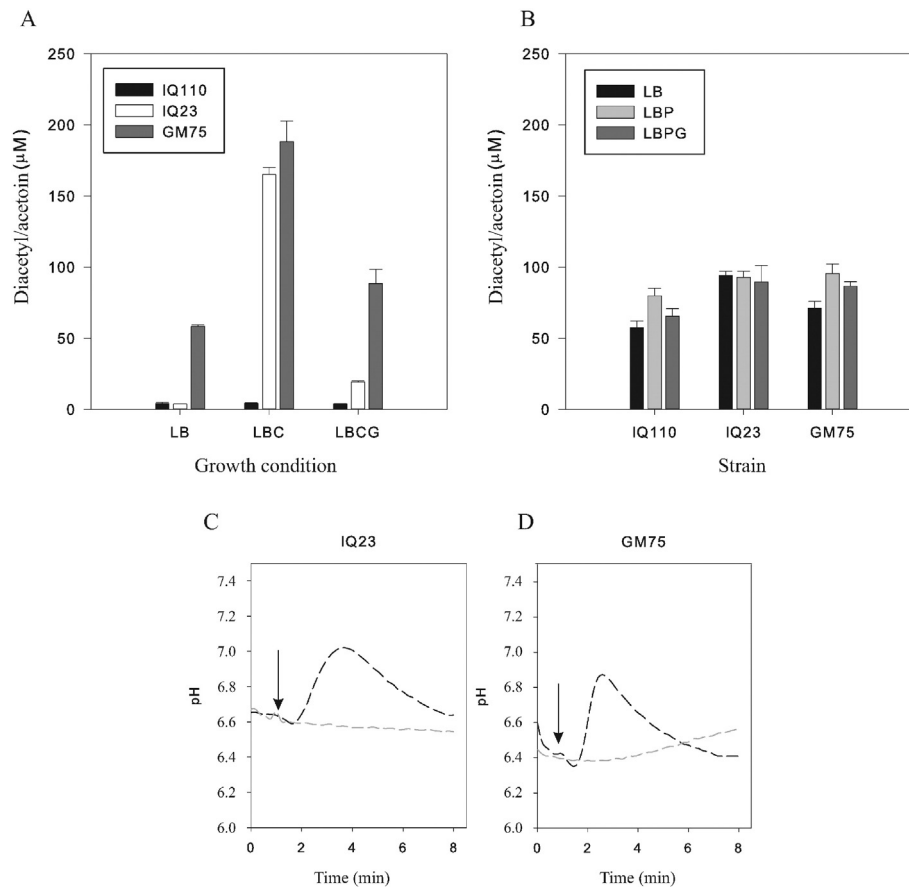 A
B
250
200
150
100
50
0
Diacetyl/acetoin (µM)
IQ110
IQ23
GM75
LB
LBC
LBCG
Growth condition
250
200
150
100
50
0
Diacetyl/acetoin (µM)
LB
LBP
LBPG
IQ110
IQ23
GM75
Strain
C
D
IQ23
7.4
7.2
7.0
6.8
6.6
6.4
6.2
6.0
pH
0
2
4
6
8
Time (min)
GM75
7.4
7.2
7.0
6.8
6.6
6.4
6.2
6.0
pH
0
2
4
6
8
Time (min)